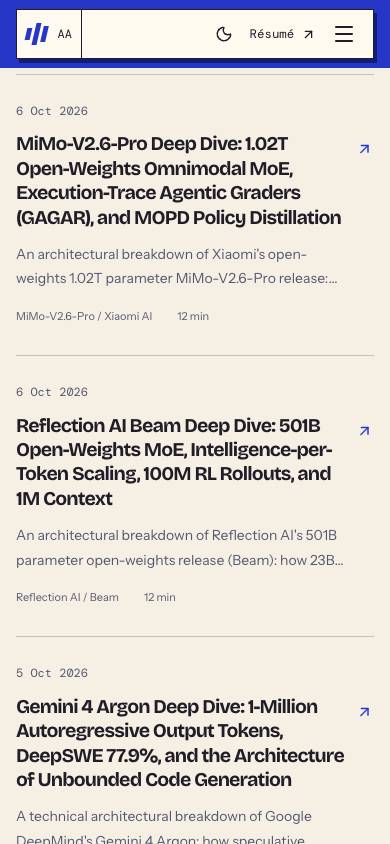 AA
Résumé
6 Oct 2026
MiMo-V2.6-Pro Deep Dive: 1.02T
Open-Weights Omnimodal MoE,
Execution-Trace Agentic Graders
(GAGAR), and MOPD Policy Distillation
An architectural breakdown of Xiaomi's open-
weights 1.02T parameter MiMo-V2.6-Pro release:...
MiMo-V2.6-Pro / Xiaomi AI 12 min
6 Oct 2026
Reflection AI Beam Deep Dive: 501B
Open-Weights MoE, Intelligence-per-
Token Scaling, 100M RL Rollouts, and
1M Context
An architectural breakdown of Reflection AI's 501B
parameter open-weights release (Beam): how 23B...
Reflection AI / Beam 12 min
5 Oct 2026
Gemini 4 Argon Deep Dive: 1-Million
Autoregressive Output Tokens,
DeepSWE 77.9%, and the Architecture
of Unbounded Code Generation
A technical architectural breakdown of Google
DeepMind's Gemini 4 Argon: how speculative